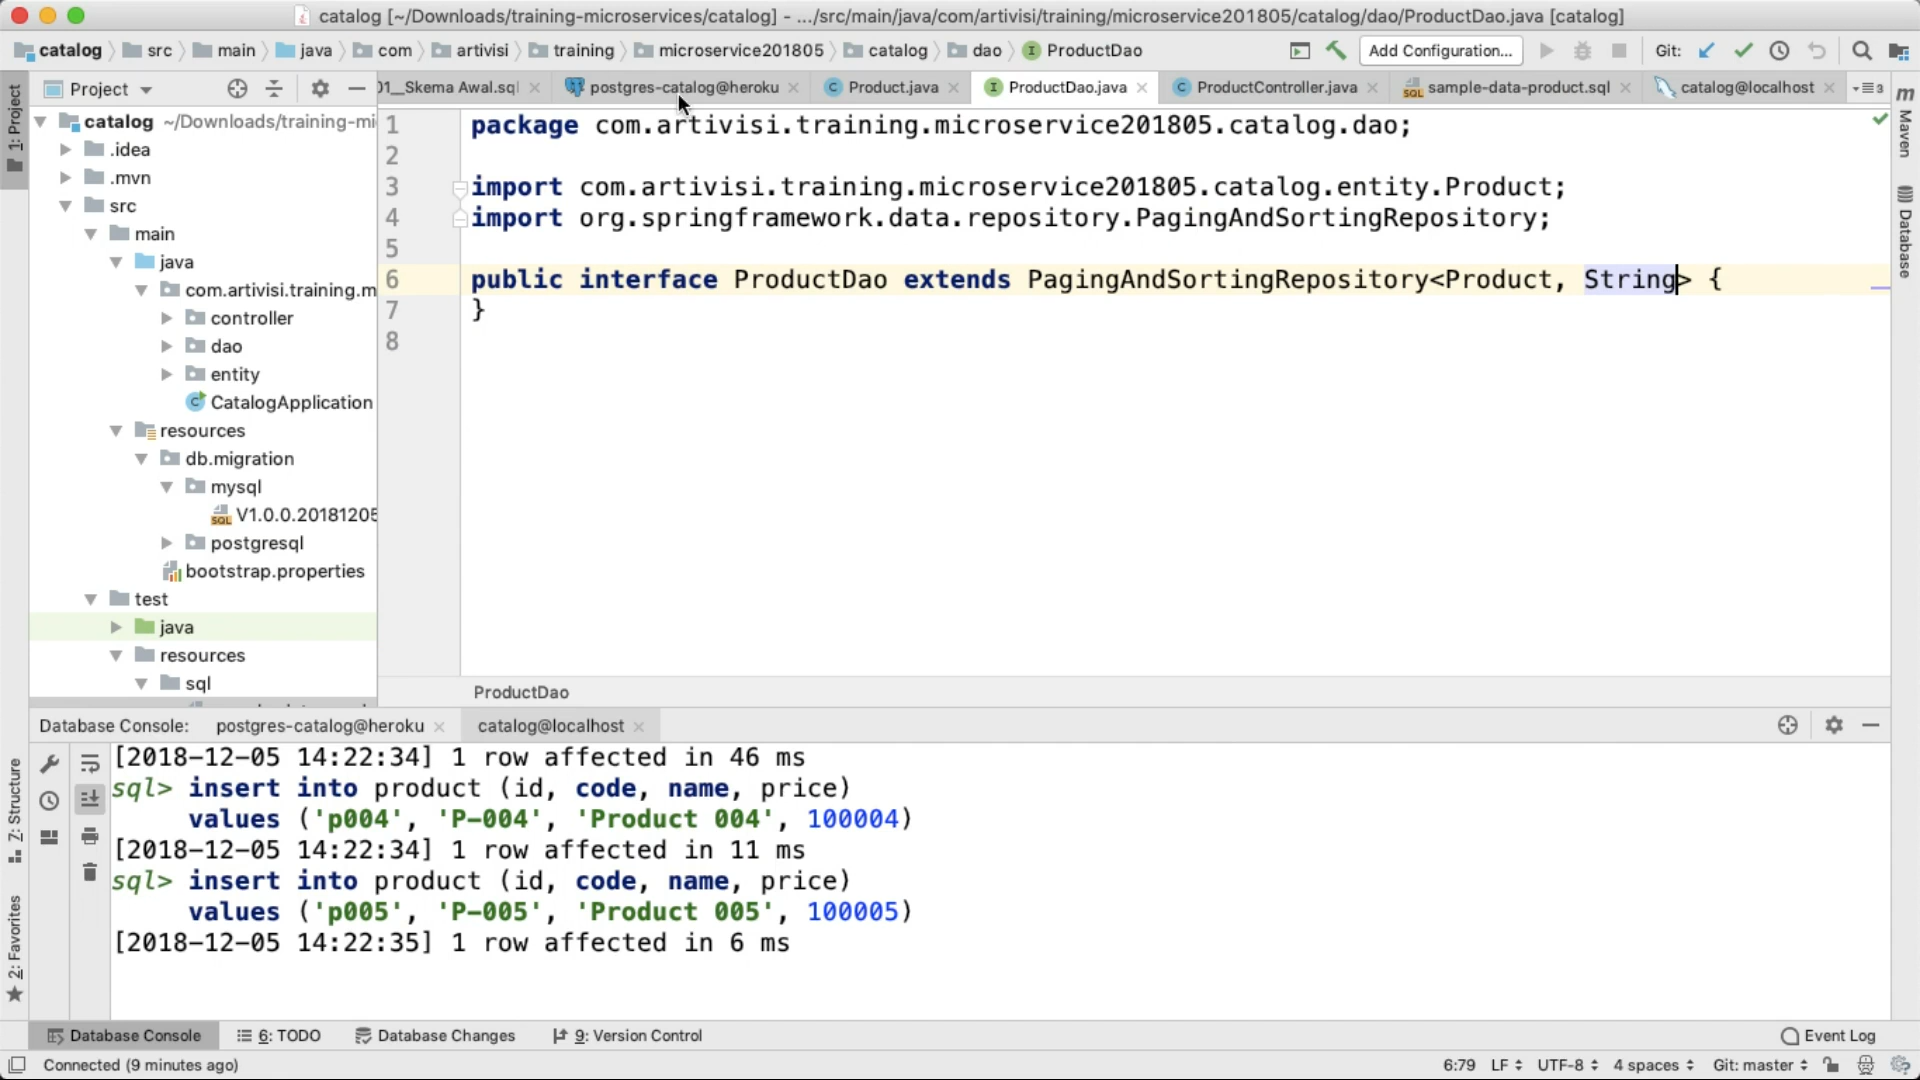 catalog [~/Downloads/training-microservices/catalog] - .../src/main/java/com/artivisi/training/microservice201805/catalog/dao/ProductDao.java [catalog]
catalog src main java com artivisi training microservice201805 catalog dao ProductDao Add Configuration... Git:
1: Project
Project
01__Skema Awal.sql postgres-catalog@heroku Product.java ProductDao.java ProductController.java sample-data-product.sql catalog@localhost 3
catalog ~/Downloads/training-mi
.idea
.mvn
src
main
java
com.artivisi.training.m
controller
dao
entity
CatalogApplication
resources
db.migration
mysql
V1.0.0.20181205
postgresql
bootstrap.properties
test
java
resources
sql
1 package com.artivisi.training.microservice201805.catalog.dao;
2
3 import com.artivisi.training.microservice201805.catalog.entity.Product;
4 import org.springframework.data.repository.PagingAndSortingRepository;
5
6 public interface ProductDao extends PagingAndSortingRepository<Product, String> {
7 }
8
ProductDao
Maven
Database
Database Console: postgres-catalog@heroku catalog@localhost
[2018-12-05 14:22:34] 1 row affected in 46 ms
sql> insert into product (id, code, name, price)
values ('p004', 'P-004', 'Product 004', 100004)
[2018-12-05 14:22:34] 1 row affected in 11 ms
sql> insert into product (id, code, name, price)
values ('p005', 'P-005', 'Product 005', 100005)
[2018-12-05 14:22:35] 1 row affected in 6 ms
7: Structure
2: Favorites
Database Console 6: TODO Database Changes 9: Version Control Event Log
Connected (9 minutes ago) 6:79 LF UTF-8 4 spaces Git: master